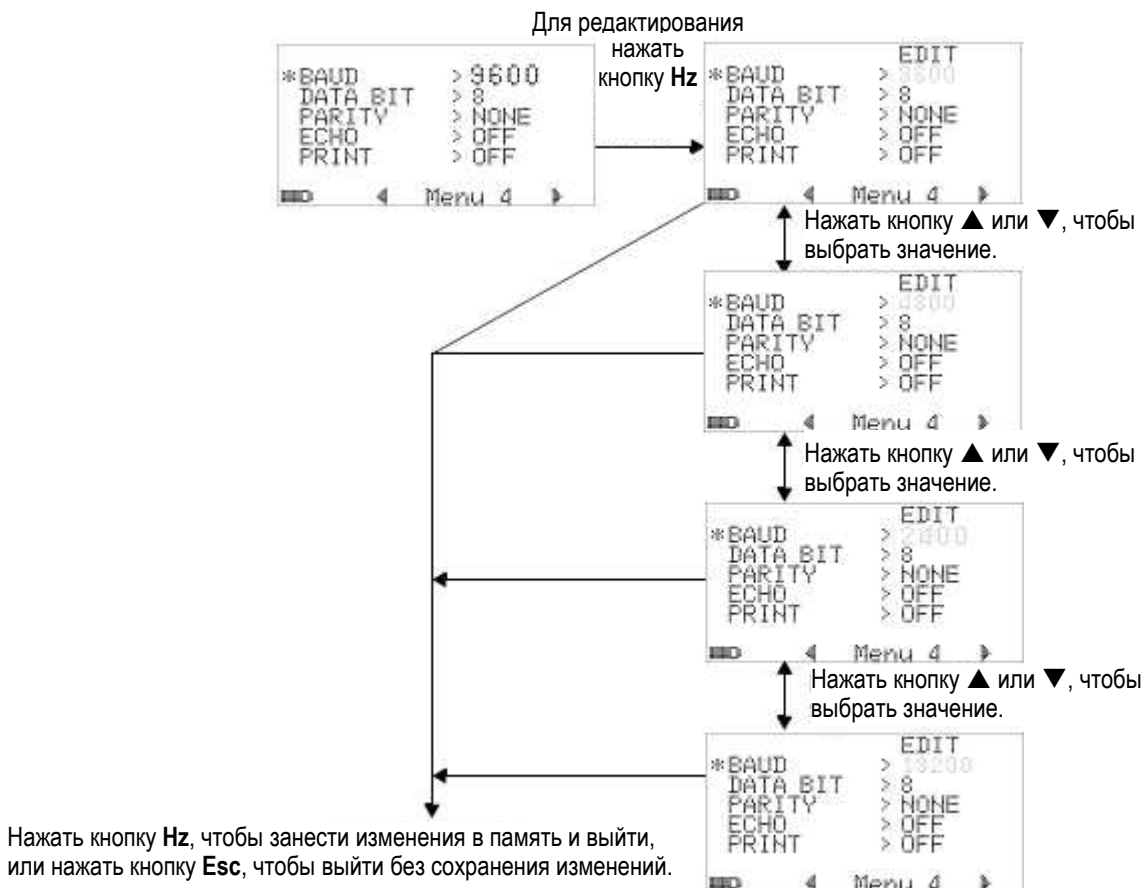 Для редактирования
нажать
кнопку Hz
*BAUD > 9600
DATA BIT > 8
PARITY > NONE
ECHO > OFF
PRINT > OFF
Menu 4
EDIT
*BAUD > 9600
DATA BIT > 8
PARITY > NONE
ECHO > OFF
PRINT > OFF
Menu 4
Нажать кнопку ▲ или ▼, чтобы
выбрать значение.
EDIT
*BAUD > 4800
DATA BIT > 8
PARITY > NONE
ECHO > OFF
PRINT > OFF
Menu 4
Нажать кнопку ▲ или ▼, чтобы
выбрать значение.
EDIT
*BAUD > 2400
DATA BIT > 8
PARITY > NONE
ECHO > OFF
PRINT > OFF
Menu 4
Нажать кнопку ▲ или ▼, чтобы
выбрать значение.
EDIT
*BAUD >
DATA BIT > 8
PARITY > NONE
ECHO > OFF
PRINT > OFF
Menu 4
Нажать кнопку Hz, чтобы занести изменения в память и выйти,
или нажать кнопку Esc, чтобы выйти без сохранения изменений.